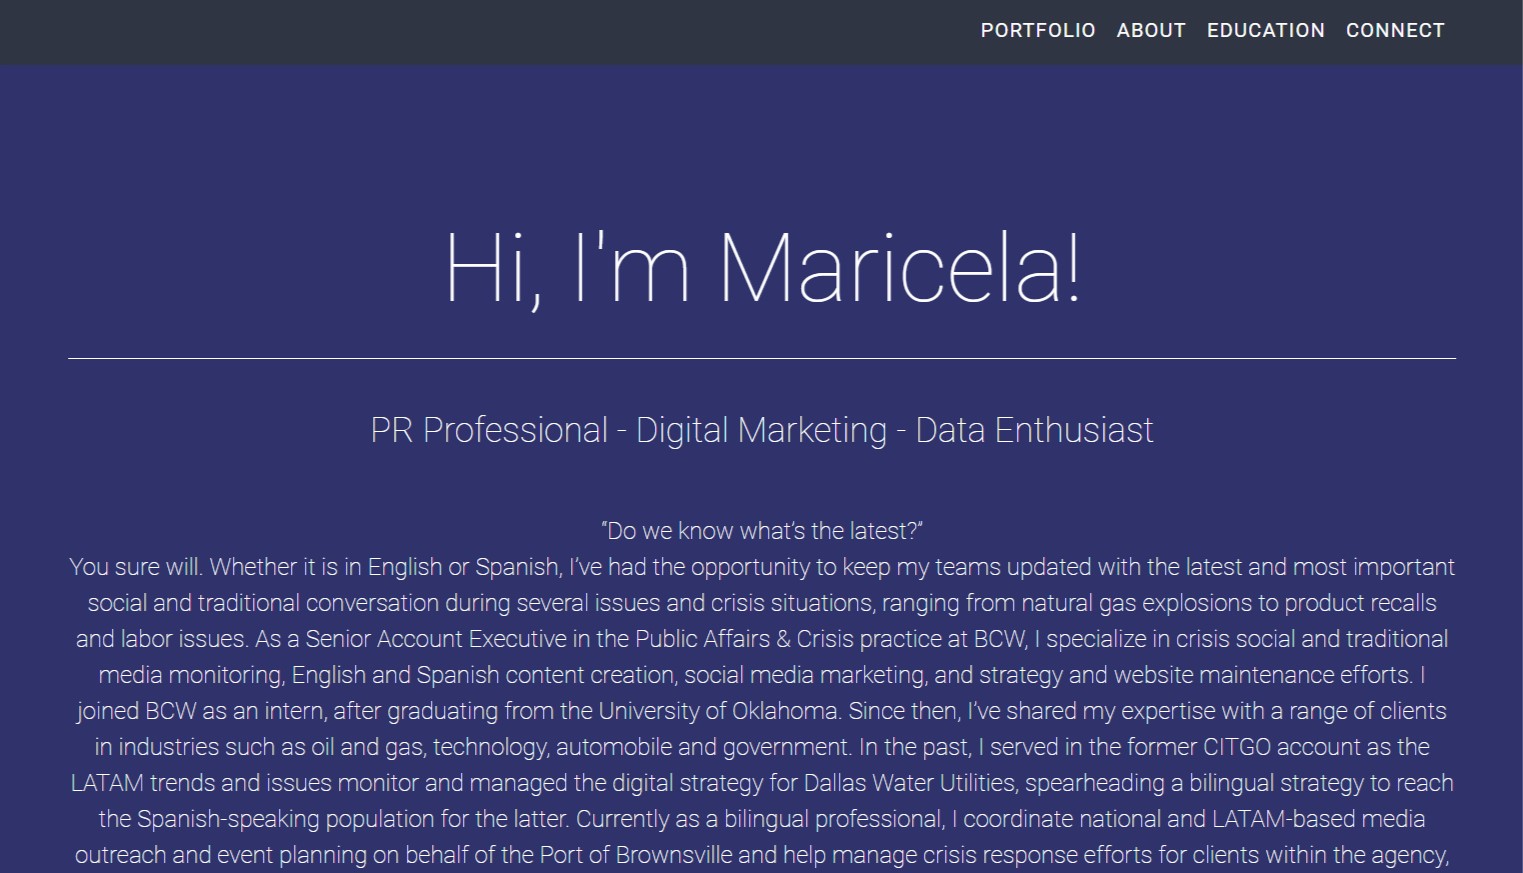 PORTFOLIO ABOUT EDUCATION CONNECT
Hi, I'm Maricela!
PR Professional - Digital Marketing - Data Enthusiast
“Do we know what’s the latest?”
You sure will. Whether it is in English or Spanish, I’ve had the opportunity to keep my teams updated with the latest and most important
social and traditional conversation during several issues and crisis situations, ranging from natural gas explosions to product recalls
and labor issues. As a Senior Account Executive in the Public Affairs & Crisis practice at BCW, I specialize in crisis social and traditional
media monitoring, English and Spanish content creation, social media marketing, and strategy and website maintenance efforts. I
joined BCW as an intern, after graduating from the University of Oklahoma. Since then, I’ve shared my expertise with a range of clients
in industries such as oil and gas, technology, automobile and government. In the past, I served in the former CITGO account as the
LATAM trends and issues monitor and managed the digital strategy for Dallas Water Utilities, spearheading a bilingual strategy to reach
the Spanish-speaking population for the latter. Currently as a bilingual professional, I coordinate national and LATAM-based media
outreach and event planning on behalf of the Port of Brownsville and help manage crisis response efforts for clients within the agency,